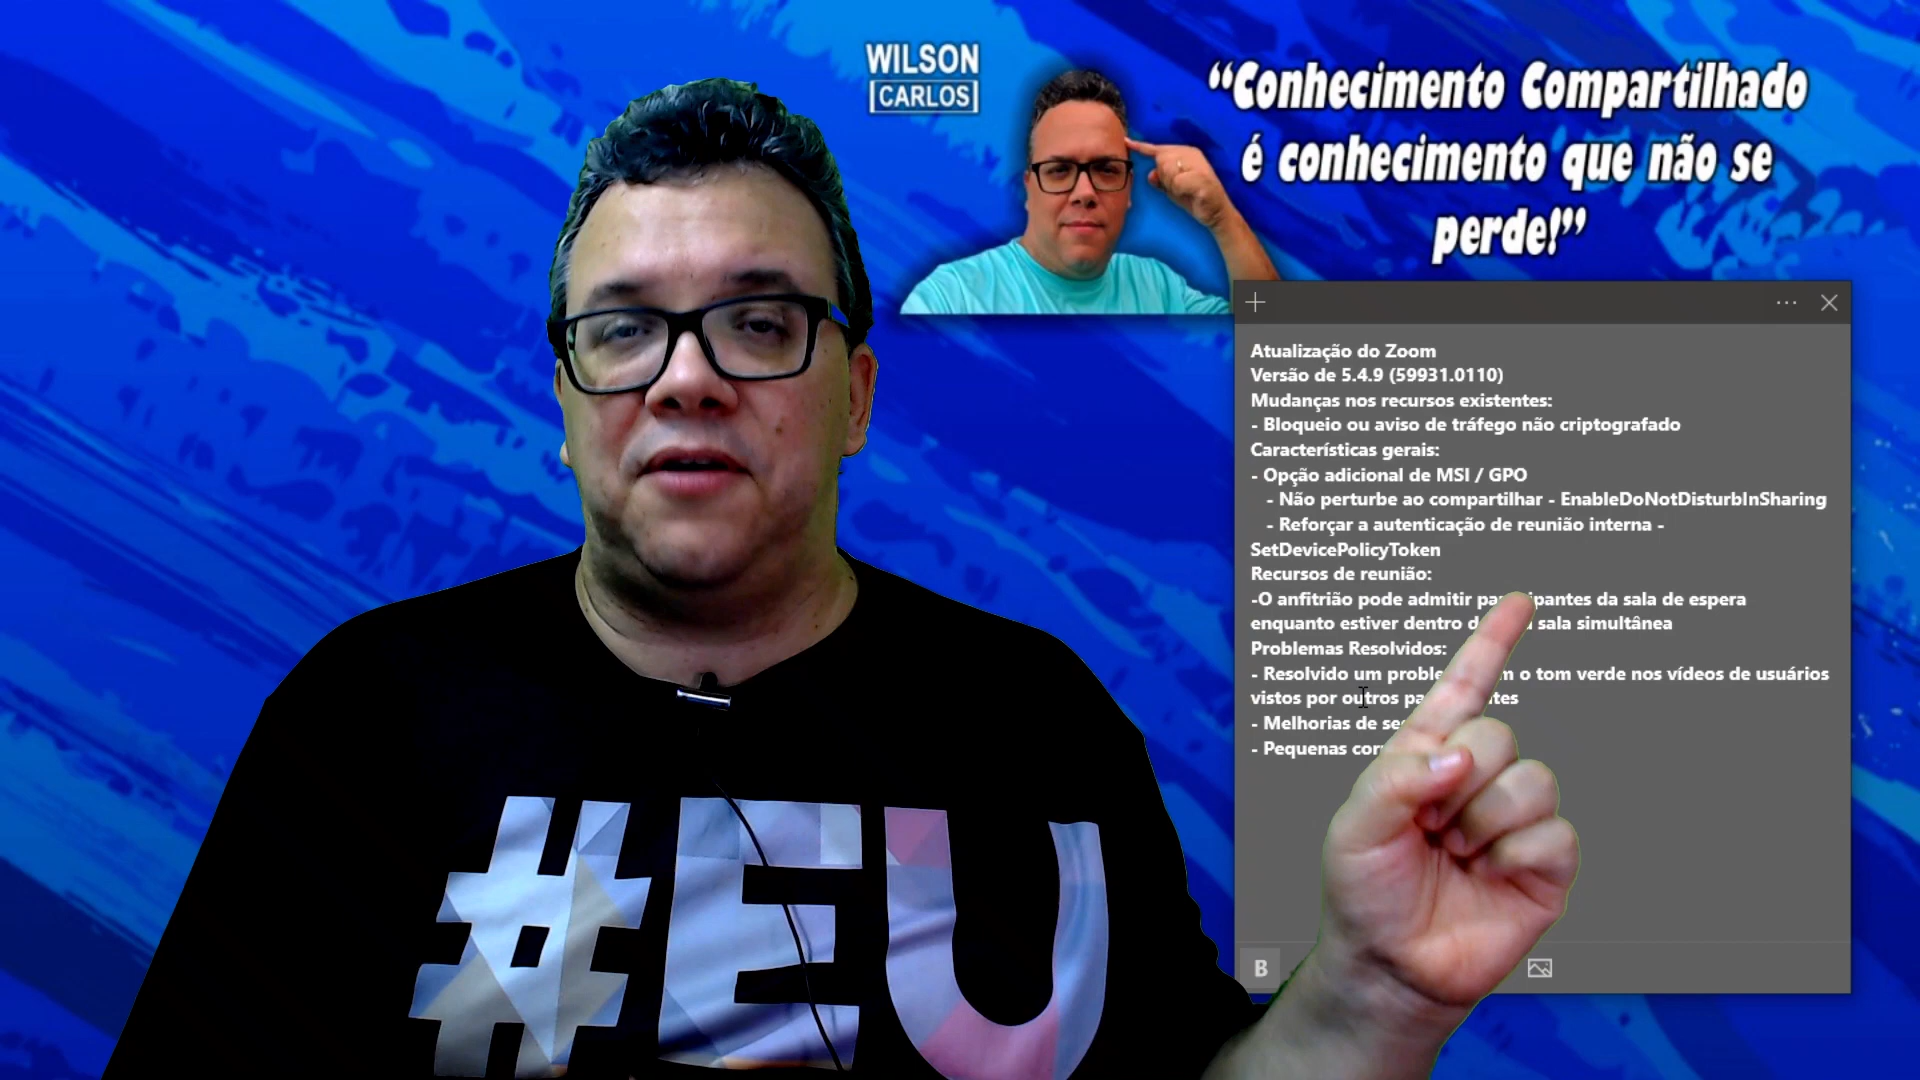 WILSON
CARLOS
“Conhecimento Compartilhado
é conhecimento que não se
perde!”
Atualização do Zoom
Versão de 5.4.9 (59931.0110)
Mudanças nos recursos existentes:
- Bloqueio ou aviso de tráfego não criptografado
Características gerais:
- Opção adicional de MSI / GPO
- Não perturbe ao compartilhar - EnableDoNotDisturbInSharing
- Reforçar a autenticação de reunião interna -
SetDevicePolicyToken
Recursos de reunião:
-O anfitrião pode admitir participantes da sala de espera
enquanto estiver dentro sala simultânea
Problemas Resolvidos:
- Resolvido um o tom verde nos vídeos de usuários
vistos por outros
- Melhorias de
- Pequenas
B
#EU